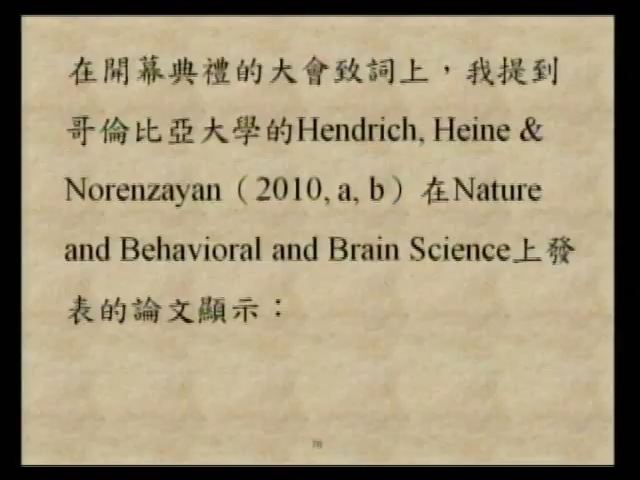 在開幕典禮的大會致詞上，我提到
哥倫比亞大學的Hendrich, Heine &
Norenzayan（2010, a, b）在Nature
and Behavioral and Brain Science上發
表的論文顯示：